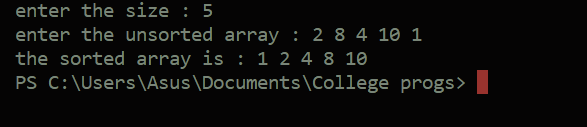 enter the size : 5
enter the unsorted array : 2 8 4 10 1
the sorted array is : 1 2 4 8 10
PS C:\Users\Asus\Documents\College progs>